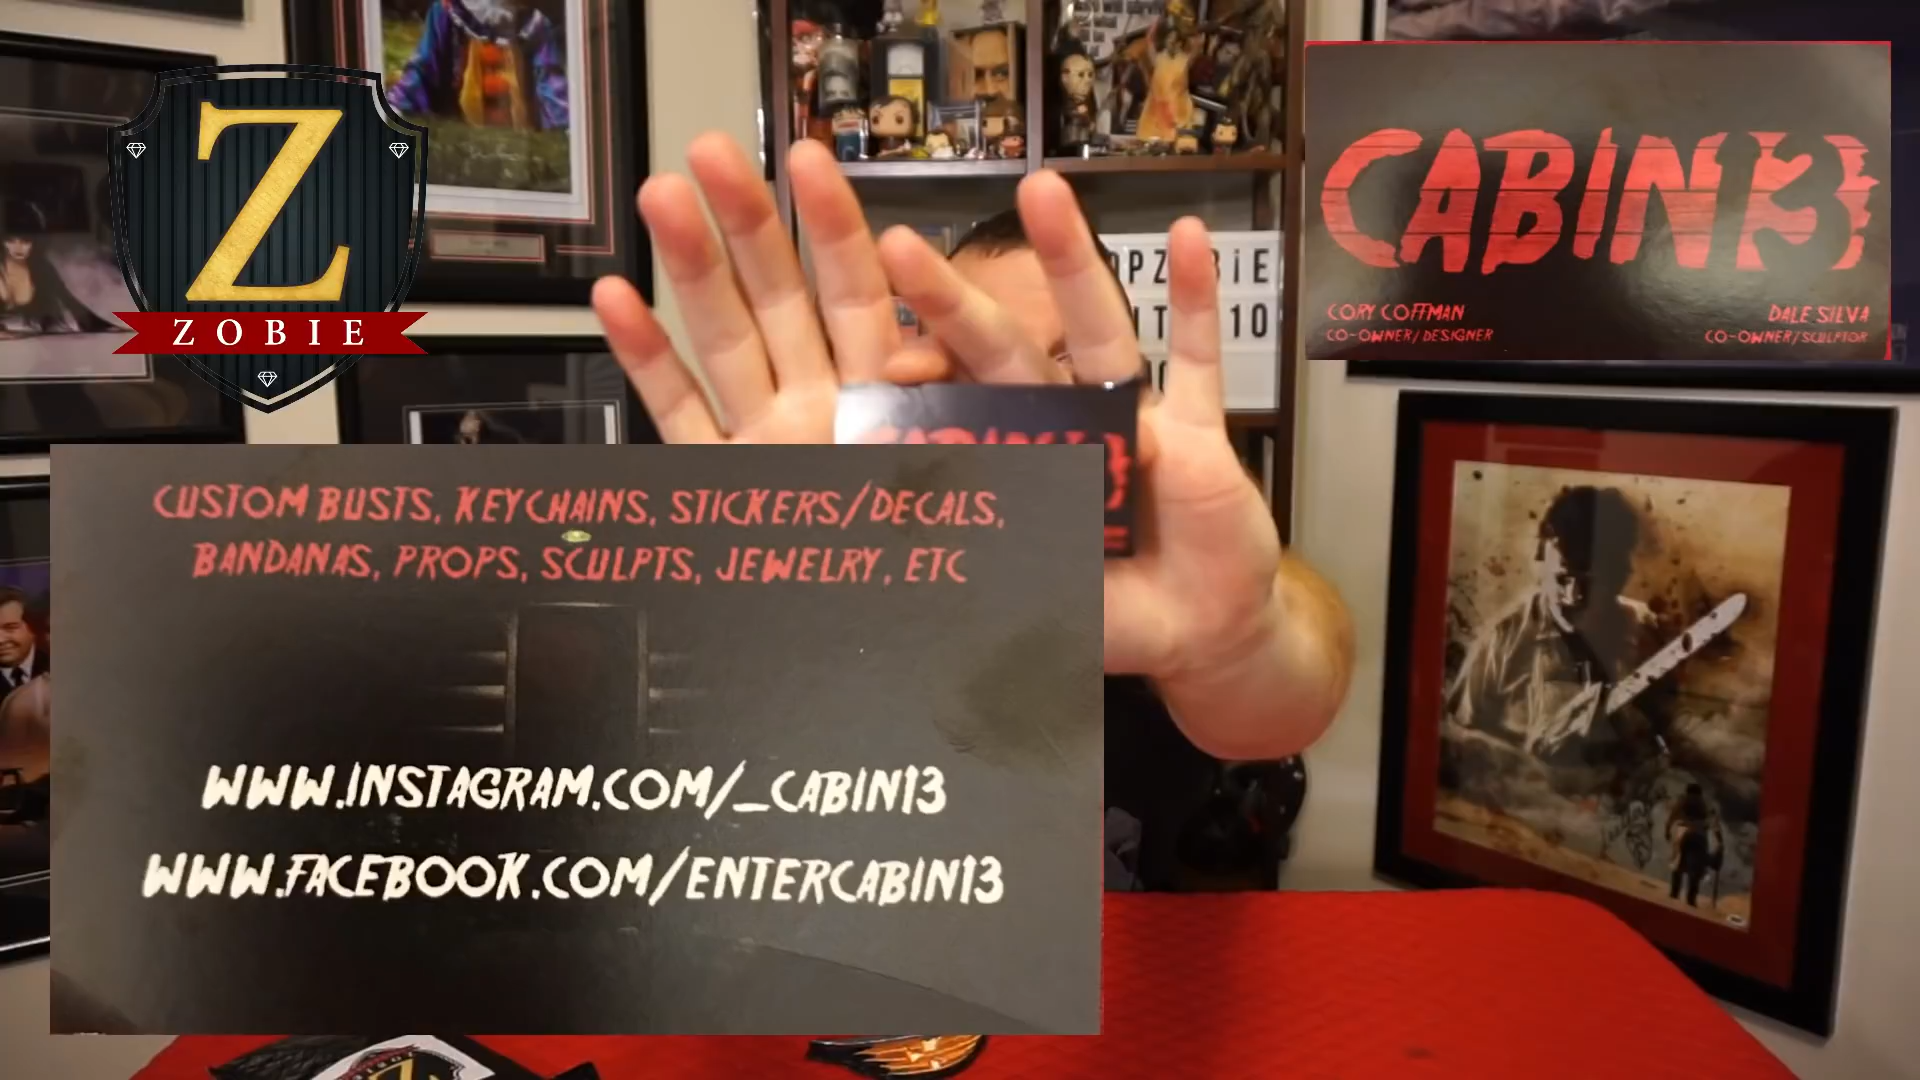 Z
ZOBIE
CABIN13
CORY COFFMAN
CO-OWNER/DESIGNER
DALE SILVA
CO-OWNER/SCULPTOR
CUSTOM BUSTS, KEYCHAINS, STICKERS/DECALS,
BANDANAS, PROPS, SCULPTS, JEWELRY, ETC
WWW.INSTAGRAM.COM/_CABIN13
WWW.FACEBOOK.COM/ENTERCABIN13
10
Z